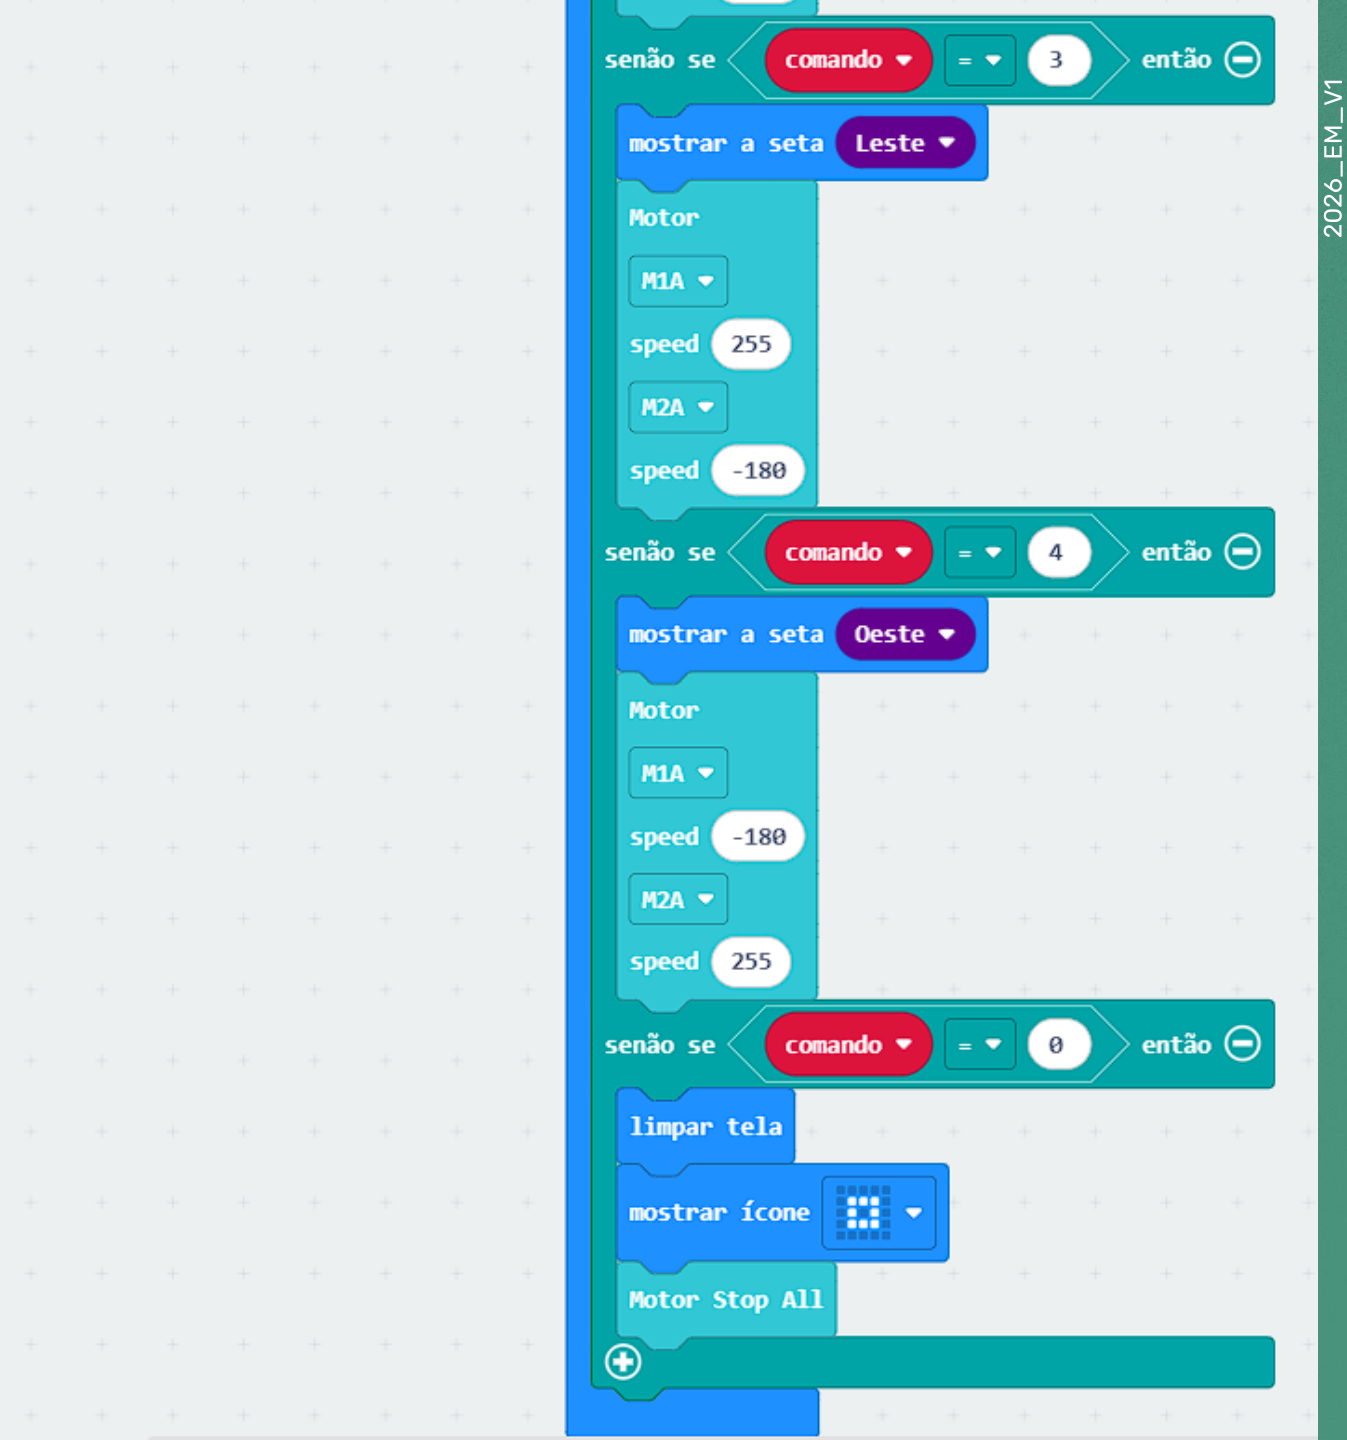 senão se comando = 3 então
mostrar a seta Leste
Motor
M1A
speed 255
M2A
speed -180
senão se comando = 4 então
mostrar a seta Oeste
Motor
M1A
speed -180
M2A
speed 255
senão se comando = 0 então
limpar tela
mostrar ícone
Motor Stop All
2026_EM_V1